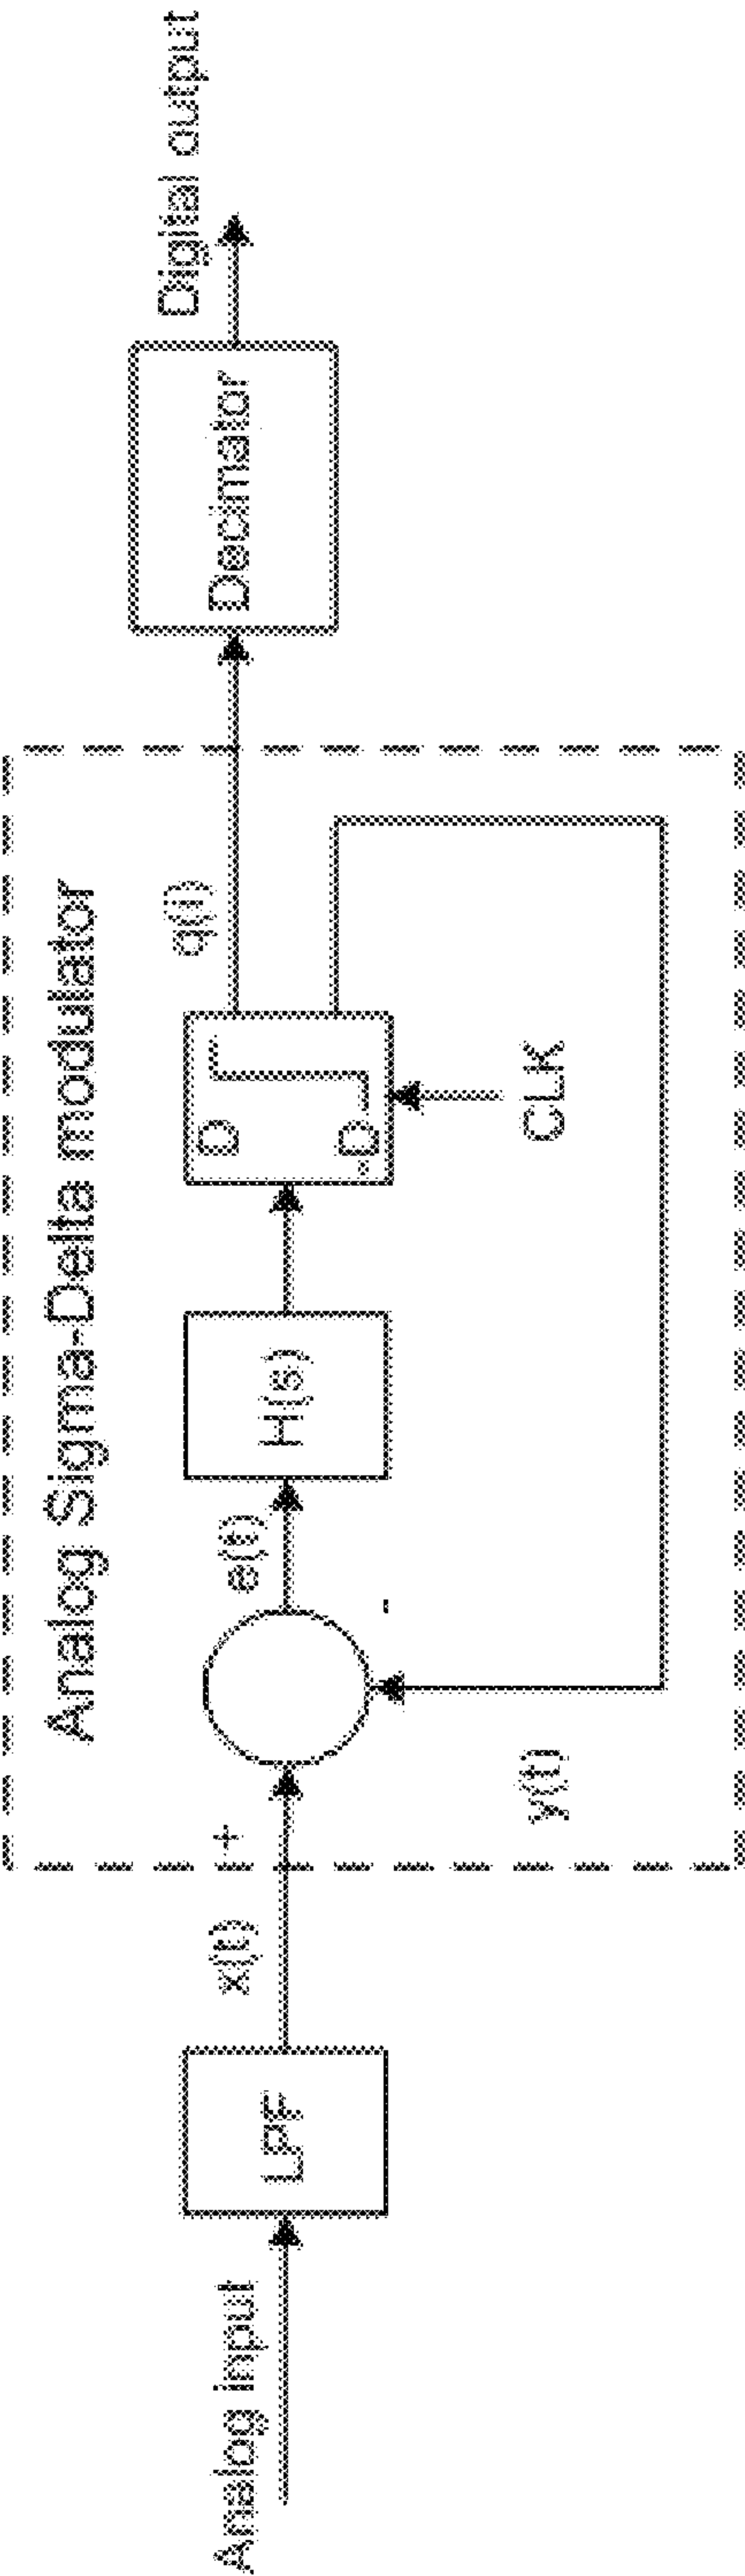 Analog Sigma-Delta modulator
Analog input
LPF
x(t)
+
-
e(t)
H(s)
D
-D
CLK
q(i)
y(t)
Decimator
Digital output